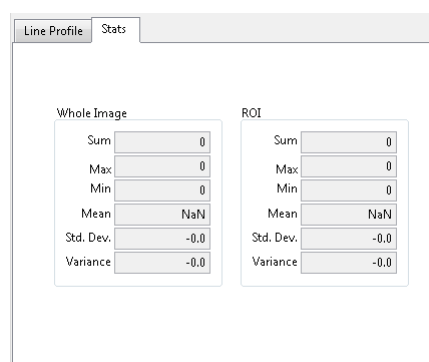 Line Profile Stats
Whole Image
Sum 0
Max 0
Min 0
Mean NaN
Std. Dev. -0.0
Variance -0.0
ROI
Sum 0
Max 0
Min 0
Mean NaN
Std. Dev. -0.0
Variance -0.0